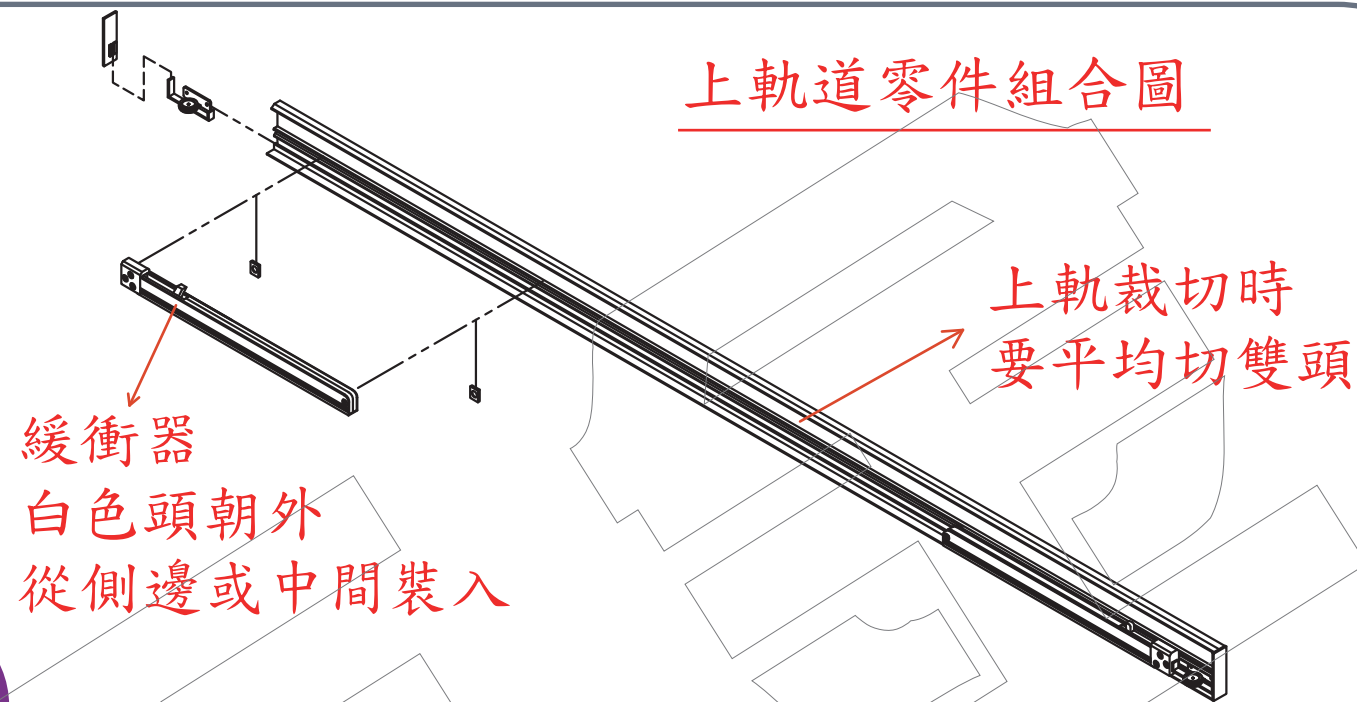 上軌道零件組合圖
上軌裁切時
要平均切雙頭
緩衝器
白色頭朝外
從側邊或中間裝入